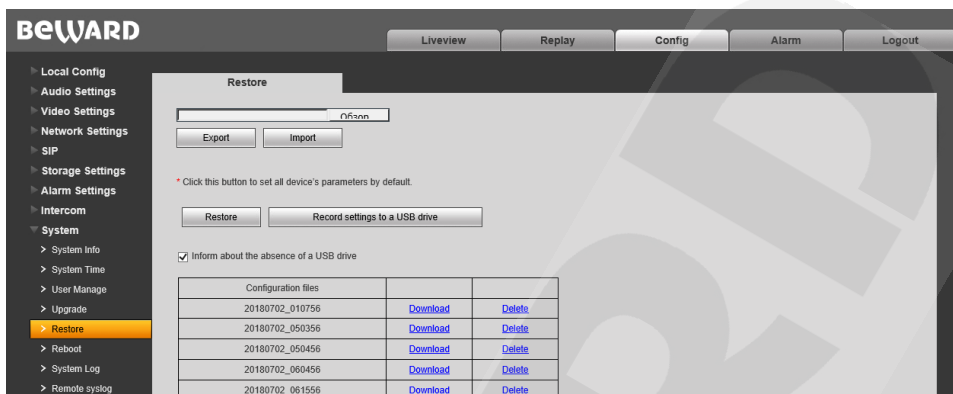 BEWARD
Liveview Replay Config Alarm Logout
Local Config
Audio Settings
Video Settings
Network Settings
SIP
Storage Settings
Alarm Settings
Intercom
System
System Info
System Time
User Manage
Upgrade
Restore
Reboot
System Log
Remote syslog
Restore
Обзор
Export Import
* Click this button to set all device's parameters by default.
Restore Record settings to a USB drive
Inform about the absence of a USB drive
Configuration files
20180702_010756 Download Delete
20180702_050356 Download Delete
20180702_050456 Download Delete
20180702_060456 Download Delete
20180702_061556 Download Delete